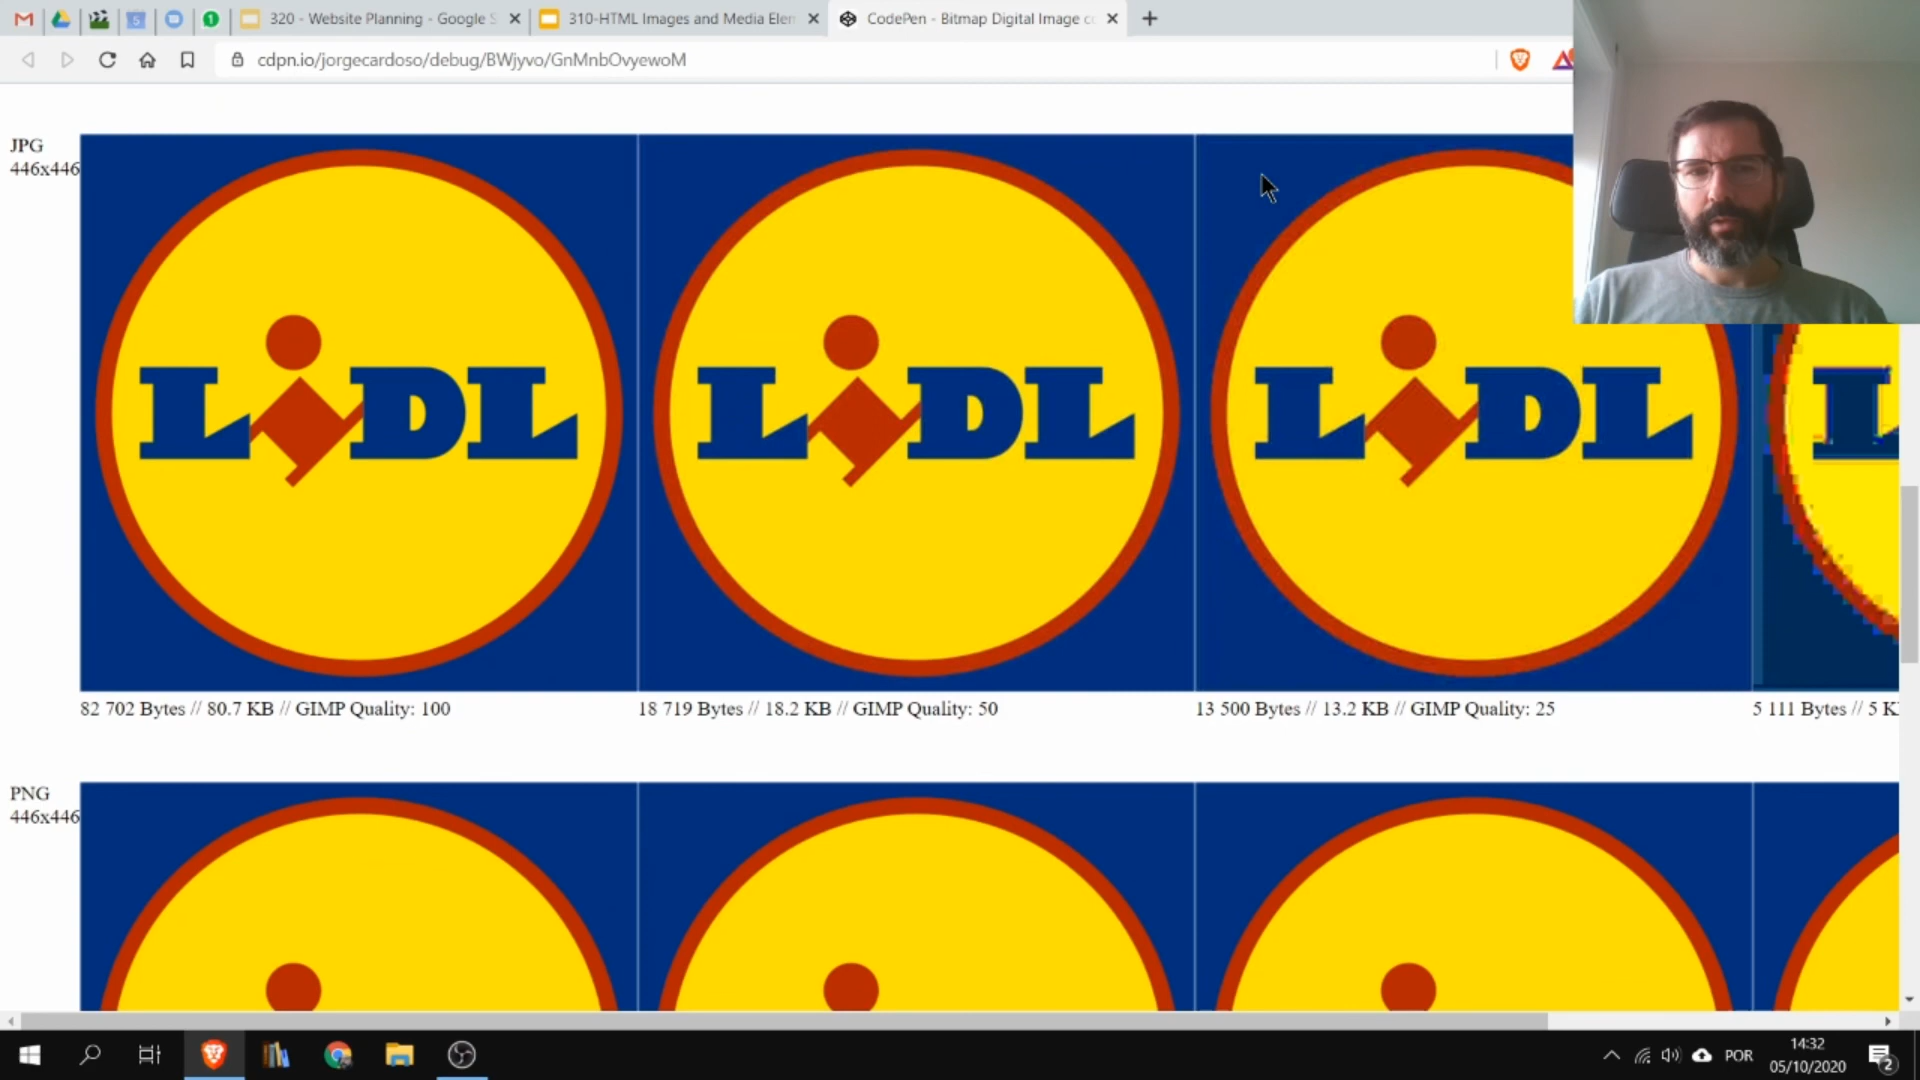 320 - Website Planning - Google S
310-HTML Images and Media Elem
CodePen - Bitmap Digital Image c
cdpn.io/jorgecardoso/debug/BWjyvo/GnMnbOvyewoM
JPG
446x446
LiDL
LiDL
LiDL
L
82 702 Bytes // 80.7 KB // GIMP Quality: 100
18 719 Bytes // 18.2 KB // GIMP Quality: 50
13 500 Bytes // 13.2 KB // GIMP Quality: 25
5 111 Bytes // 5 K
PNG
446x446
POR
14:32
05/10/2020
2